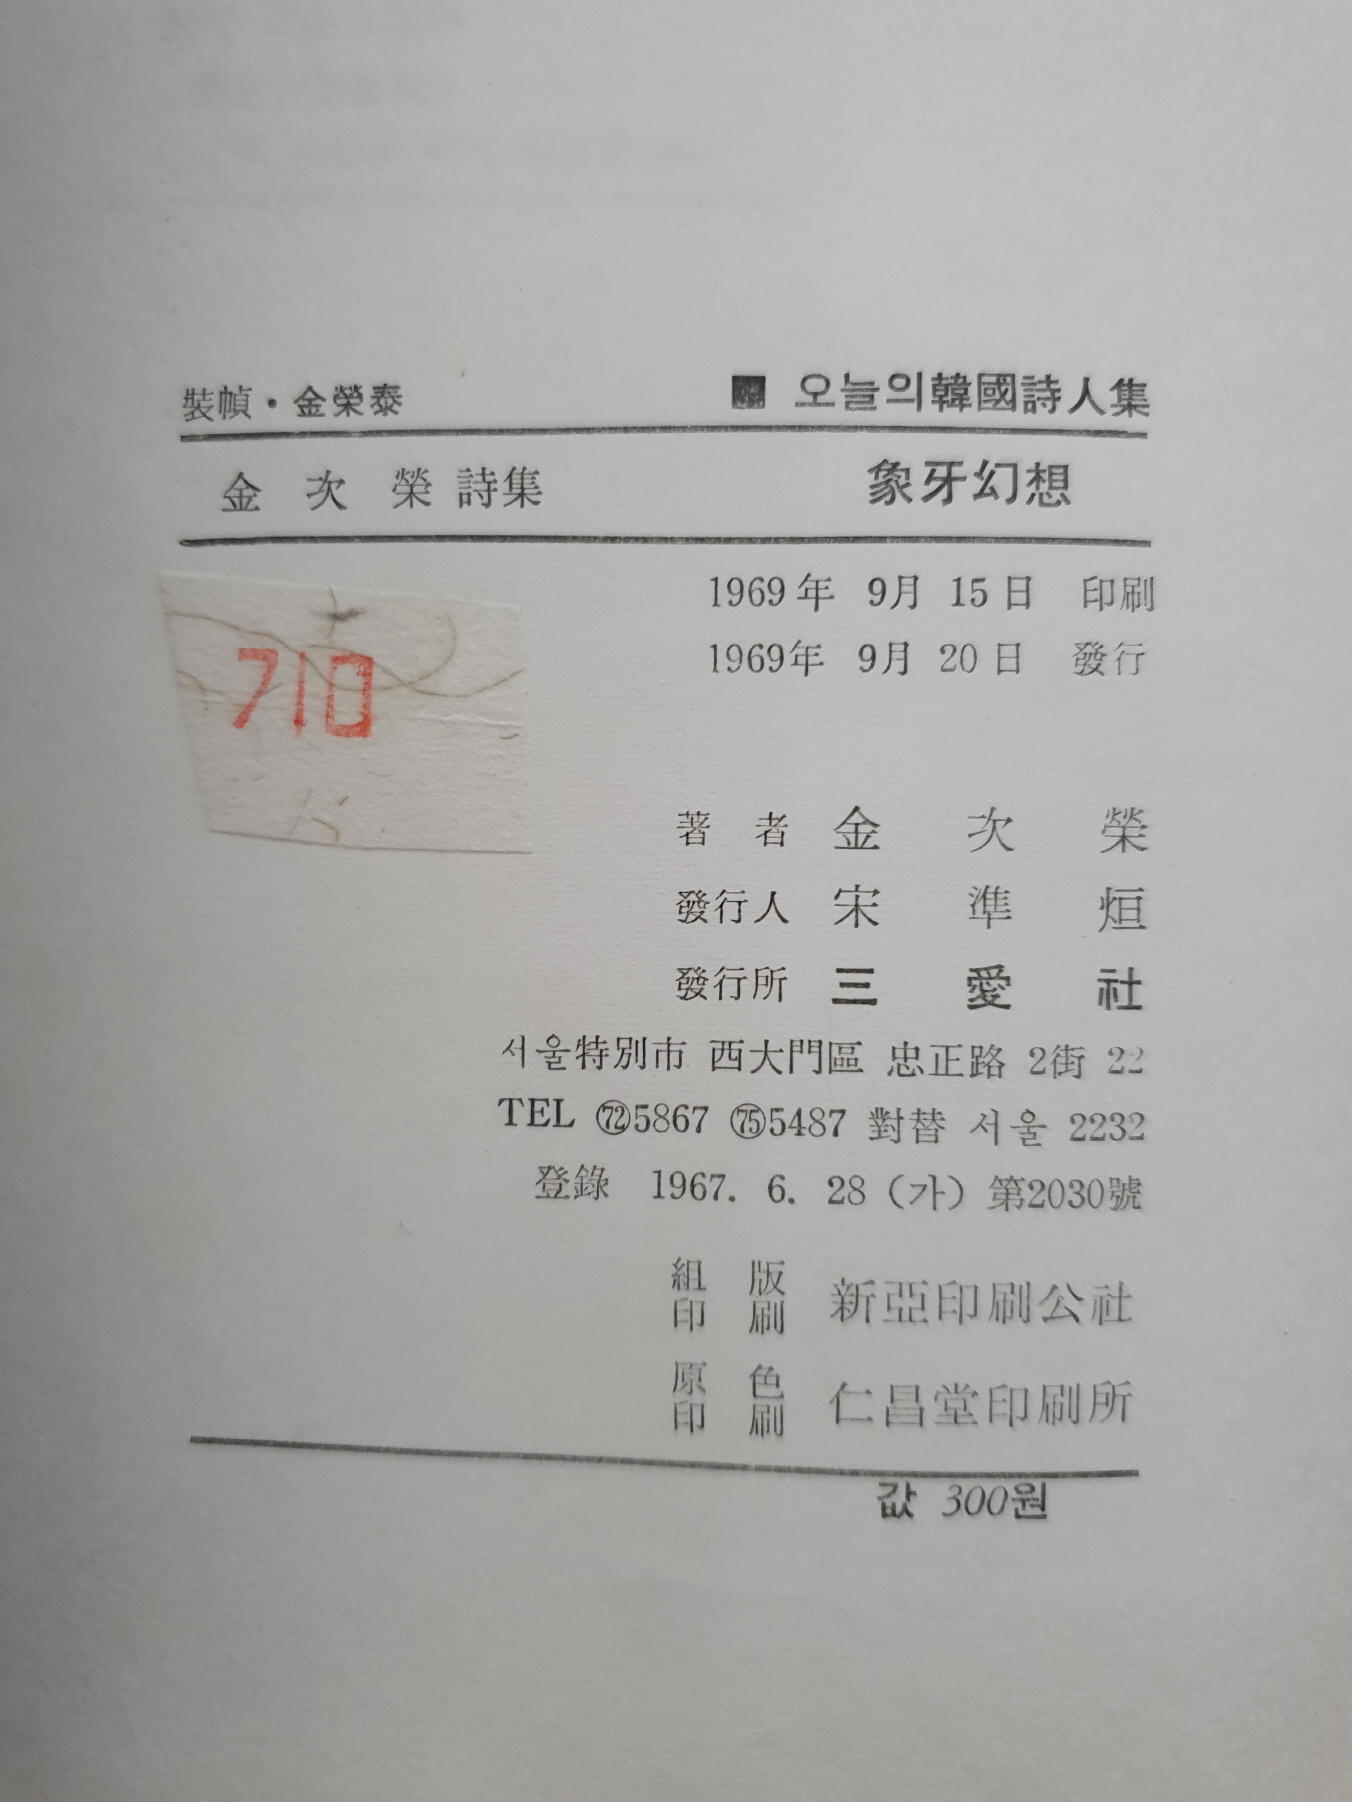 裝幀・金榮泰 ■ 오늘의韓國詩人集
金次榮詩集 象牙幻想
1969年 9月 15日 印刷
1969年 9月 20日 發行
김
著者 金次榮
發行人 宋準烜
發行所 三愛社
서울特別市 西大門區 忠正路 2街 22
TEL ㊲5867 ㊵5487 對替 서울 2232
登錄 1967. 6. 28 (가) 第2030號
組版
印刷 新亞印刷公社
原色
印刷 仁昌堂印刷所
값 300원